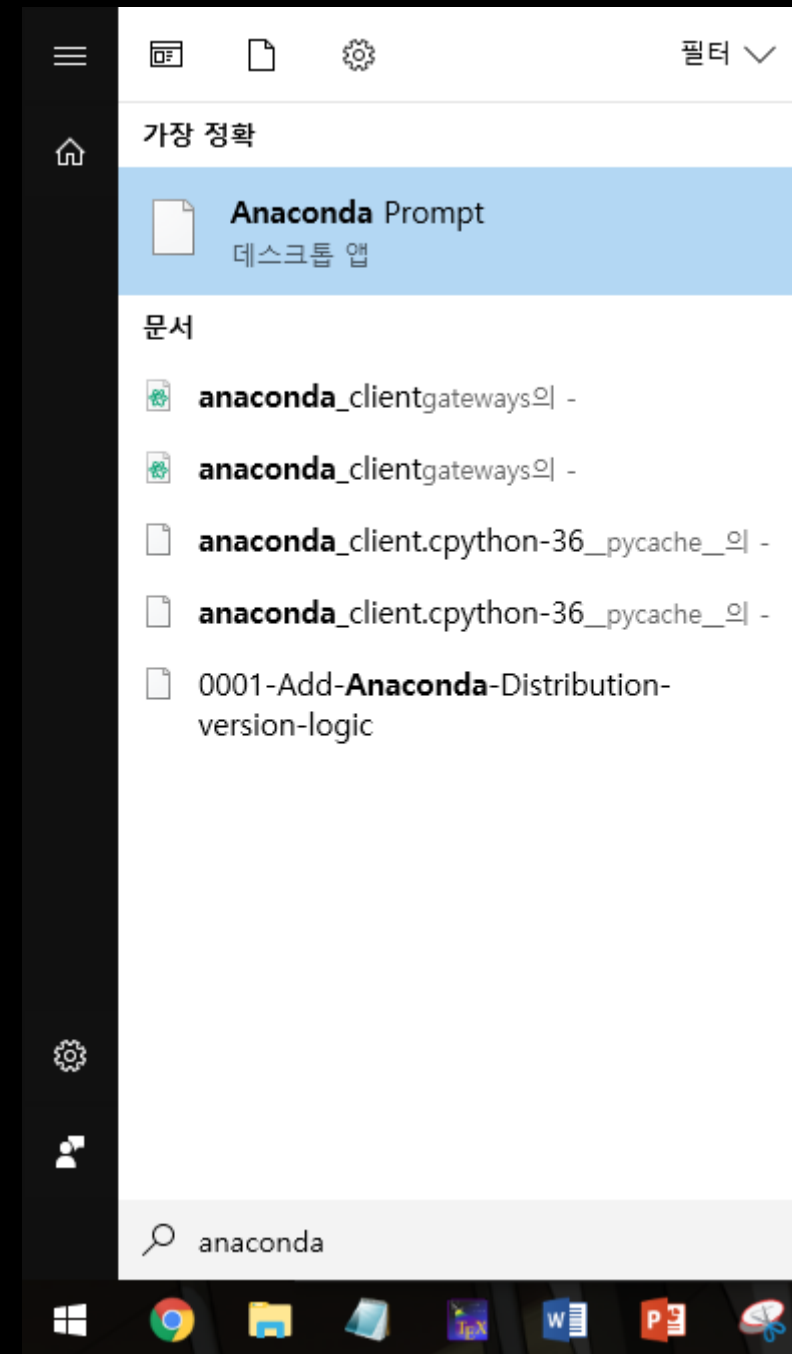 필터
가장 정확
Anaconda Prompt
데스크톱 앱
문서
anaconda_clientgateways의 -
anaconda_clientgateways의 -
anaconda_client.cpython-36__pycache__의 -
anaconda_client.cpython-36__pycache__의 -
0001-Add-Anaconda-Distribution-
version-logic
anaconda
TEX
W
P